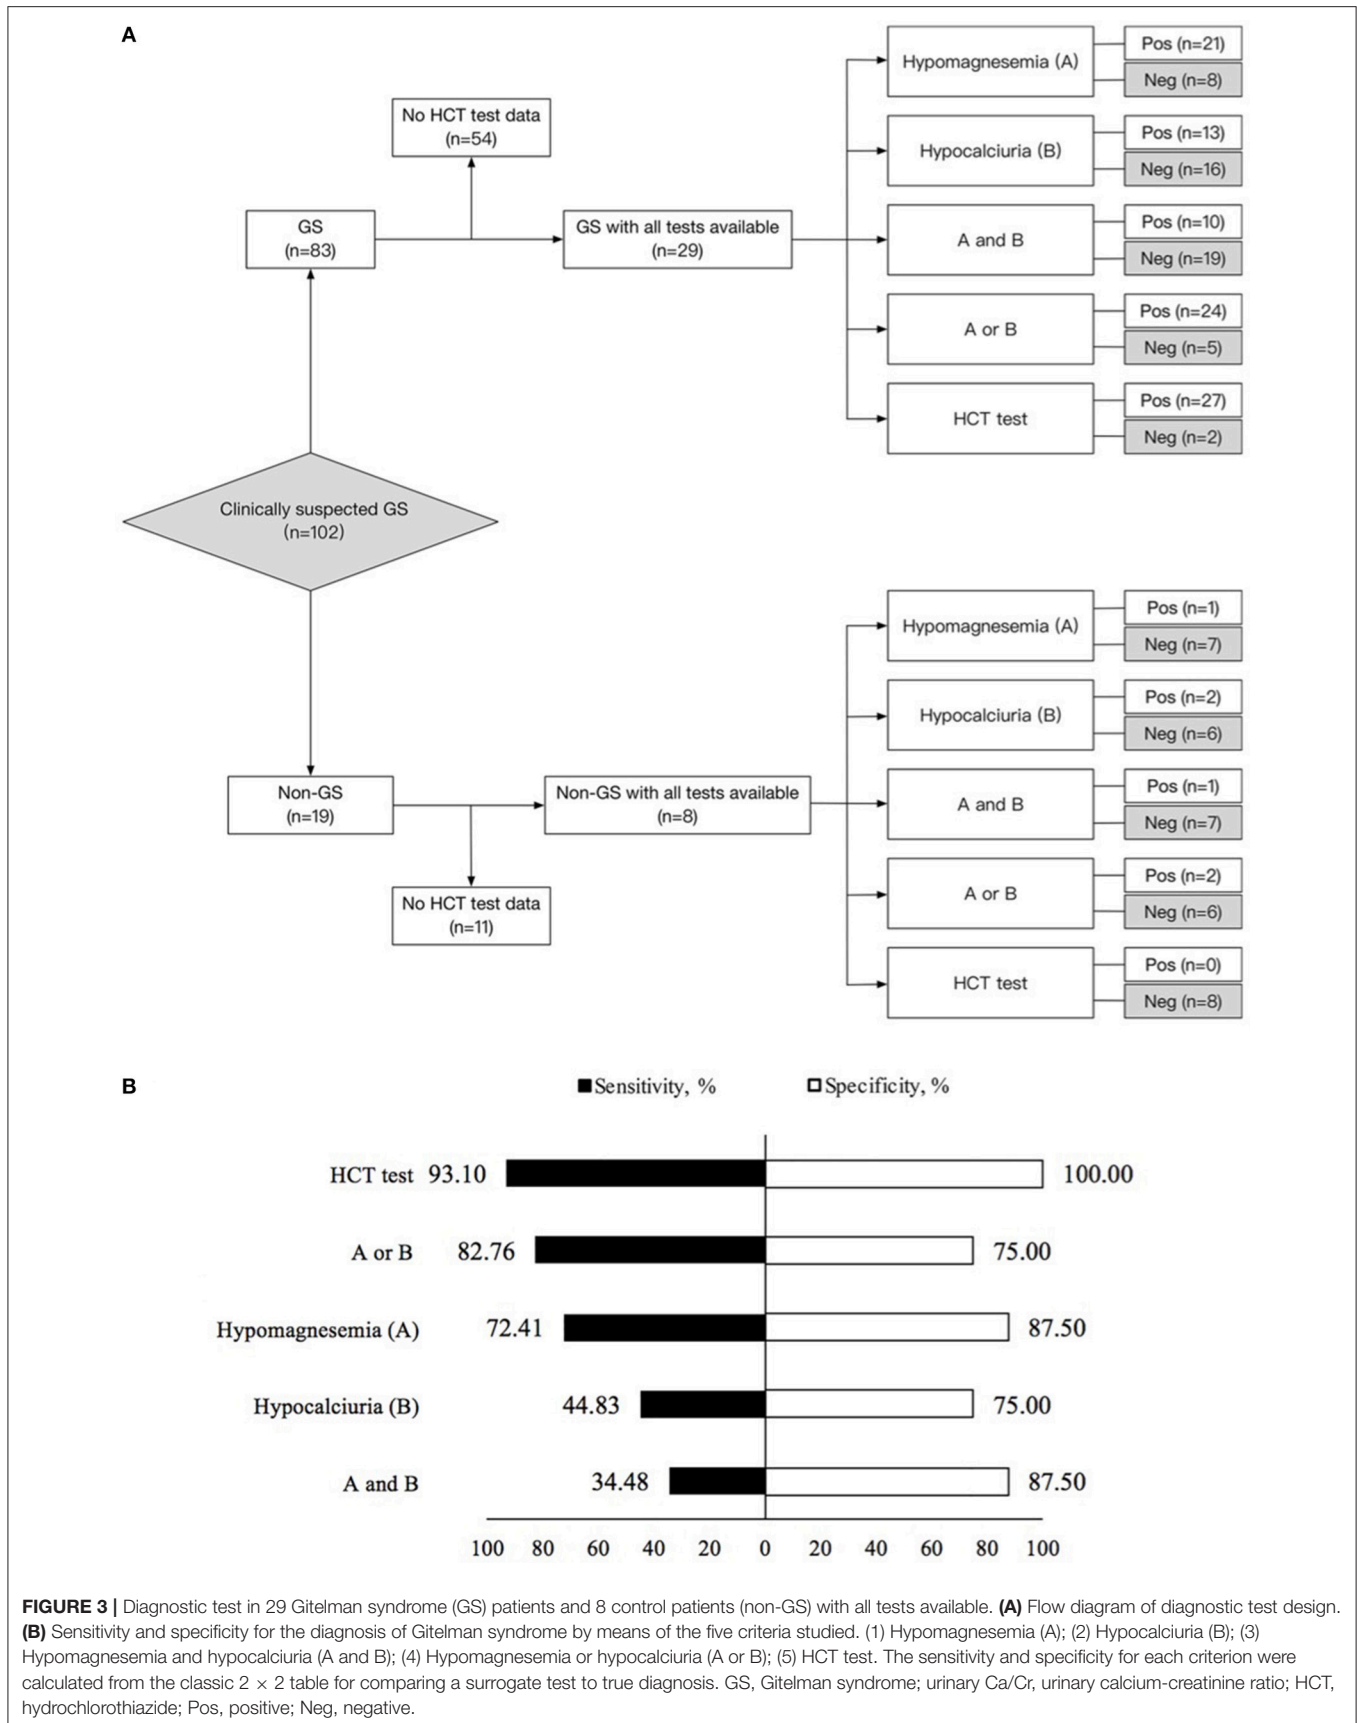 A
No HCT test data
(n=54)
GS
(n=83)
GS with all tests available
(n=29)
Hypomagnesemia (A)
Pos (n=21)
Neg (n=8)
Hypocalciuria (B)
Pos (n=13)
Neg (n=16)
A and B
Pos (n=10)
Neg (n=19)
A or B
Pos (n=24)
Neg (n=5)
HCT test
Pos (n=27)
Neg (n=2)
Clinically suspected GS
(n=102)
Non-GS
(n=19)
Non-GS with all tests available
(n=8)
No HCT test data
(n=11)
Hypomagnesemia (A)
Pos (n=1)
Neg (n=7)
Hypocalciuria (B)
Pos (n=2)
Neg (n=6)
A and B
Pos (n=1)
Neg (n=7)
A or B
Pos (n=2)
Neg (n=6)
HCT test
Pos (n=0)
Neg (n=8)
B
Sensitivity, % Specificity, %
HCT test 93.10 100.00
A or B 82.76 75.00
Hypomagnesemia (A) 72.41 87.50
Hypocalciuria (B) 44.83 75.00
A and B 34.48 87.50
100 80 60 40 20 0 20 40 60 80 100
FIGURE 3 | Diagnostic test in 29 Gitelman syndrome (GS) patients and 8 control patients (non-GS) with all tests available. (A) Flow diagram of diagnostic test design.
(B) Sensitivity and specificity for the diagnosis of Gitelman syndrome by means of the five criteria studied. (1) Hypomagnesemia (A); (2) Hypocalciuria (B); (3)
Hypomagnesemia and hypocalciuria (A and B); (4) Hypomagnesemia or hypocalciuria (A or B); (5) HCT test. The sensitivity and specificity for each criterion were
calculated from the classic 2 × 2 table for comparing a surrogate test to true diagnosis. GS, Gitelman syndrome; urinary Ca/Cr, urinary calcium-creatinine ratio; HCT,
hydrochlorothiazide; Pos, positive; Neg, negative.